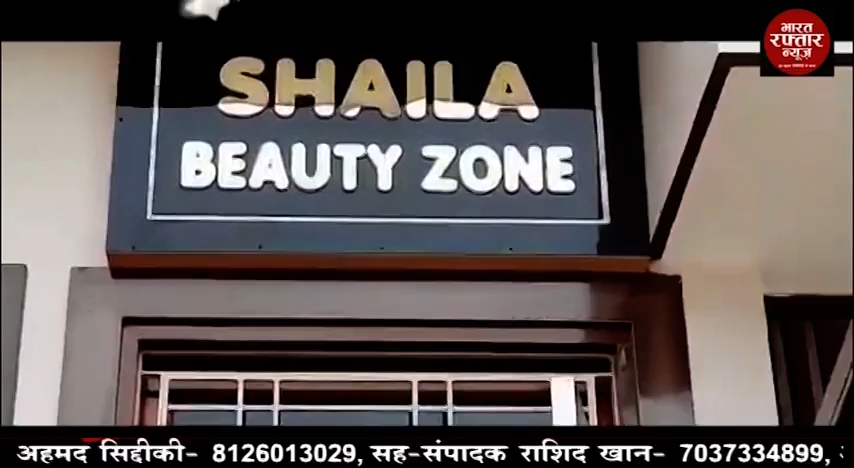 भारत
रफ्तार
न्यूज़
SHAILA
BEAUTY ZONE
अहमद सिद्दीकी- 8126013029, सह-संपादक राशिद खान- 7037334899,